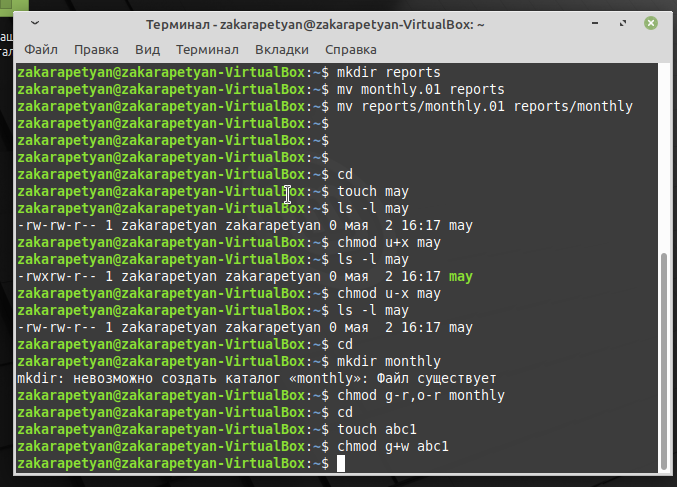 Терминал - zakarapetyan@zakarapetyan-VirtualBox: ~
Файл Правка Вид Терминал Вкладки Справка
zakarapetyan@zakarapetyan-VirtualBox:~$ mkdir reports
zakarapetyan@zakarapetyan-VirtualBox:~$ mv monthly.01 reports
zakarapetyan@zakarapetyan-VirtualBox:~$ mv reports/monthly.01 reports/monthly
zakarapetyan@zakarapetyan-VirtualBox:~$
zakarapetyan@zakarapetyan-VirtualBox:~$
zakarapetyan@zakarapetyan-VirtualBox:~$
zakarapetyan@zakarapetyan-VirtualBox:~$ cd
zakarapetyan@zakarapetyan-VirtualBox:~$ touch may
zakarapetyan@zakarapetyan-VirtualBox:~$ ls -l may
-rw-rw-r-- 1 zakarapetyan zakarapetyan 0 мая  2 16:17 may
zakarapetyan@zakarapetyan-VirtualBox:~$ chmod u+x may
zakarapetyan@zakarapetyan-VirtualBox:~$ ls -l may
-rwxrw-r-- 1 zakarapetyan zakarapetyan 0 мая  2 16:17 may
zakarapetyan@zakarapetyan-VirtualBox:~$ chmod u-x may
zakarapetyan@zakarapetyan-VirtualBox:~$ ls -l may
-rw-rw-r-- 1 zakarapetyan zakarapetyan 0 мая  2 16:17 may
zakarapetyan@zakarapetyan-VirtualBox:~$ cd
zakarapetyan@zakarapetyan-VirtualBox:~$ mkdir monthly
mkdir: невозможно создать каталог «monthly»: Файл существует
zakarapetyan@zakarapetyan-VirtualBox:~$ chmod g-r,o-r monthly
zakarapetyan@zakarapetyan-VirtualBox:~$ cd
zakarapetyan@zakarapetyan-VirtualBox:~$ touch abc1
zakarapetyan@zakarapetyan-VirtualBox:~$ chmod g+w abc1
zakarapetyan@zakarapetyan-VirtualBox:~$